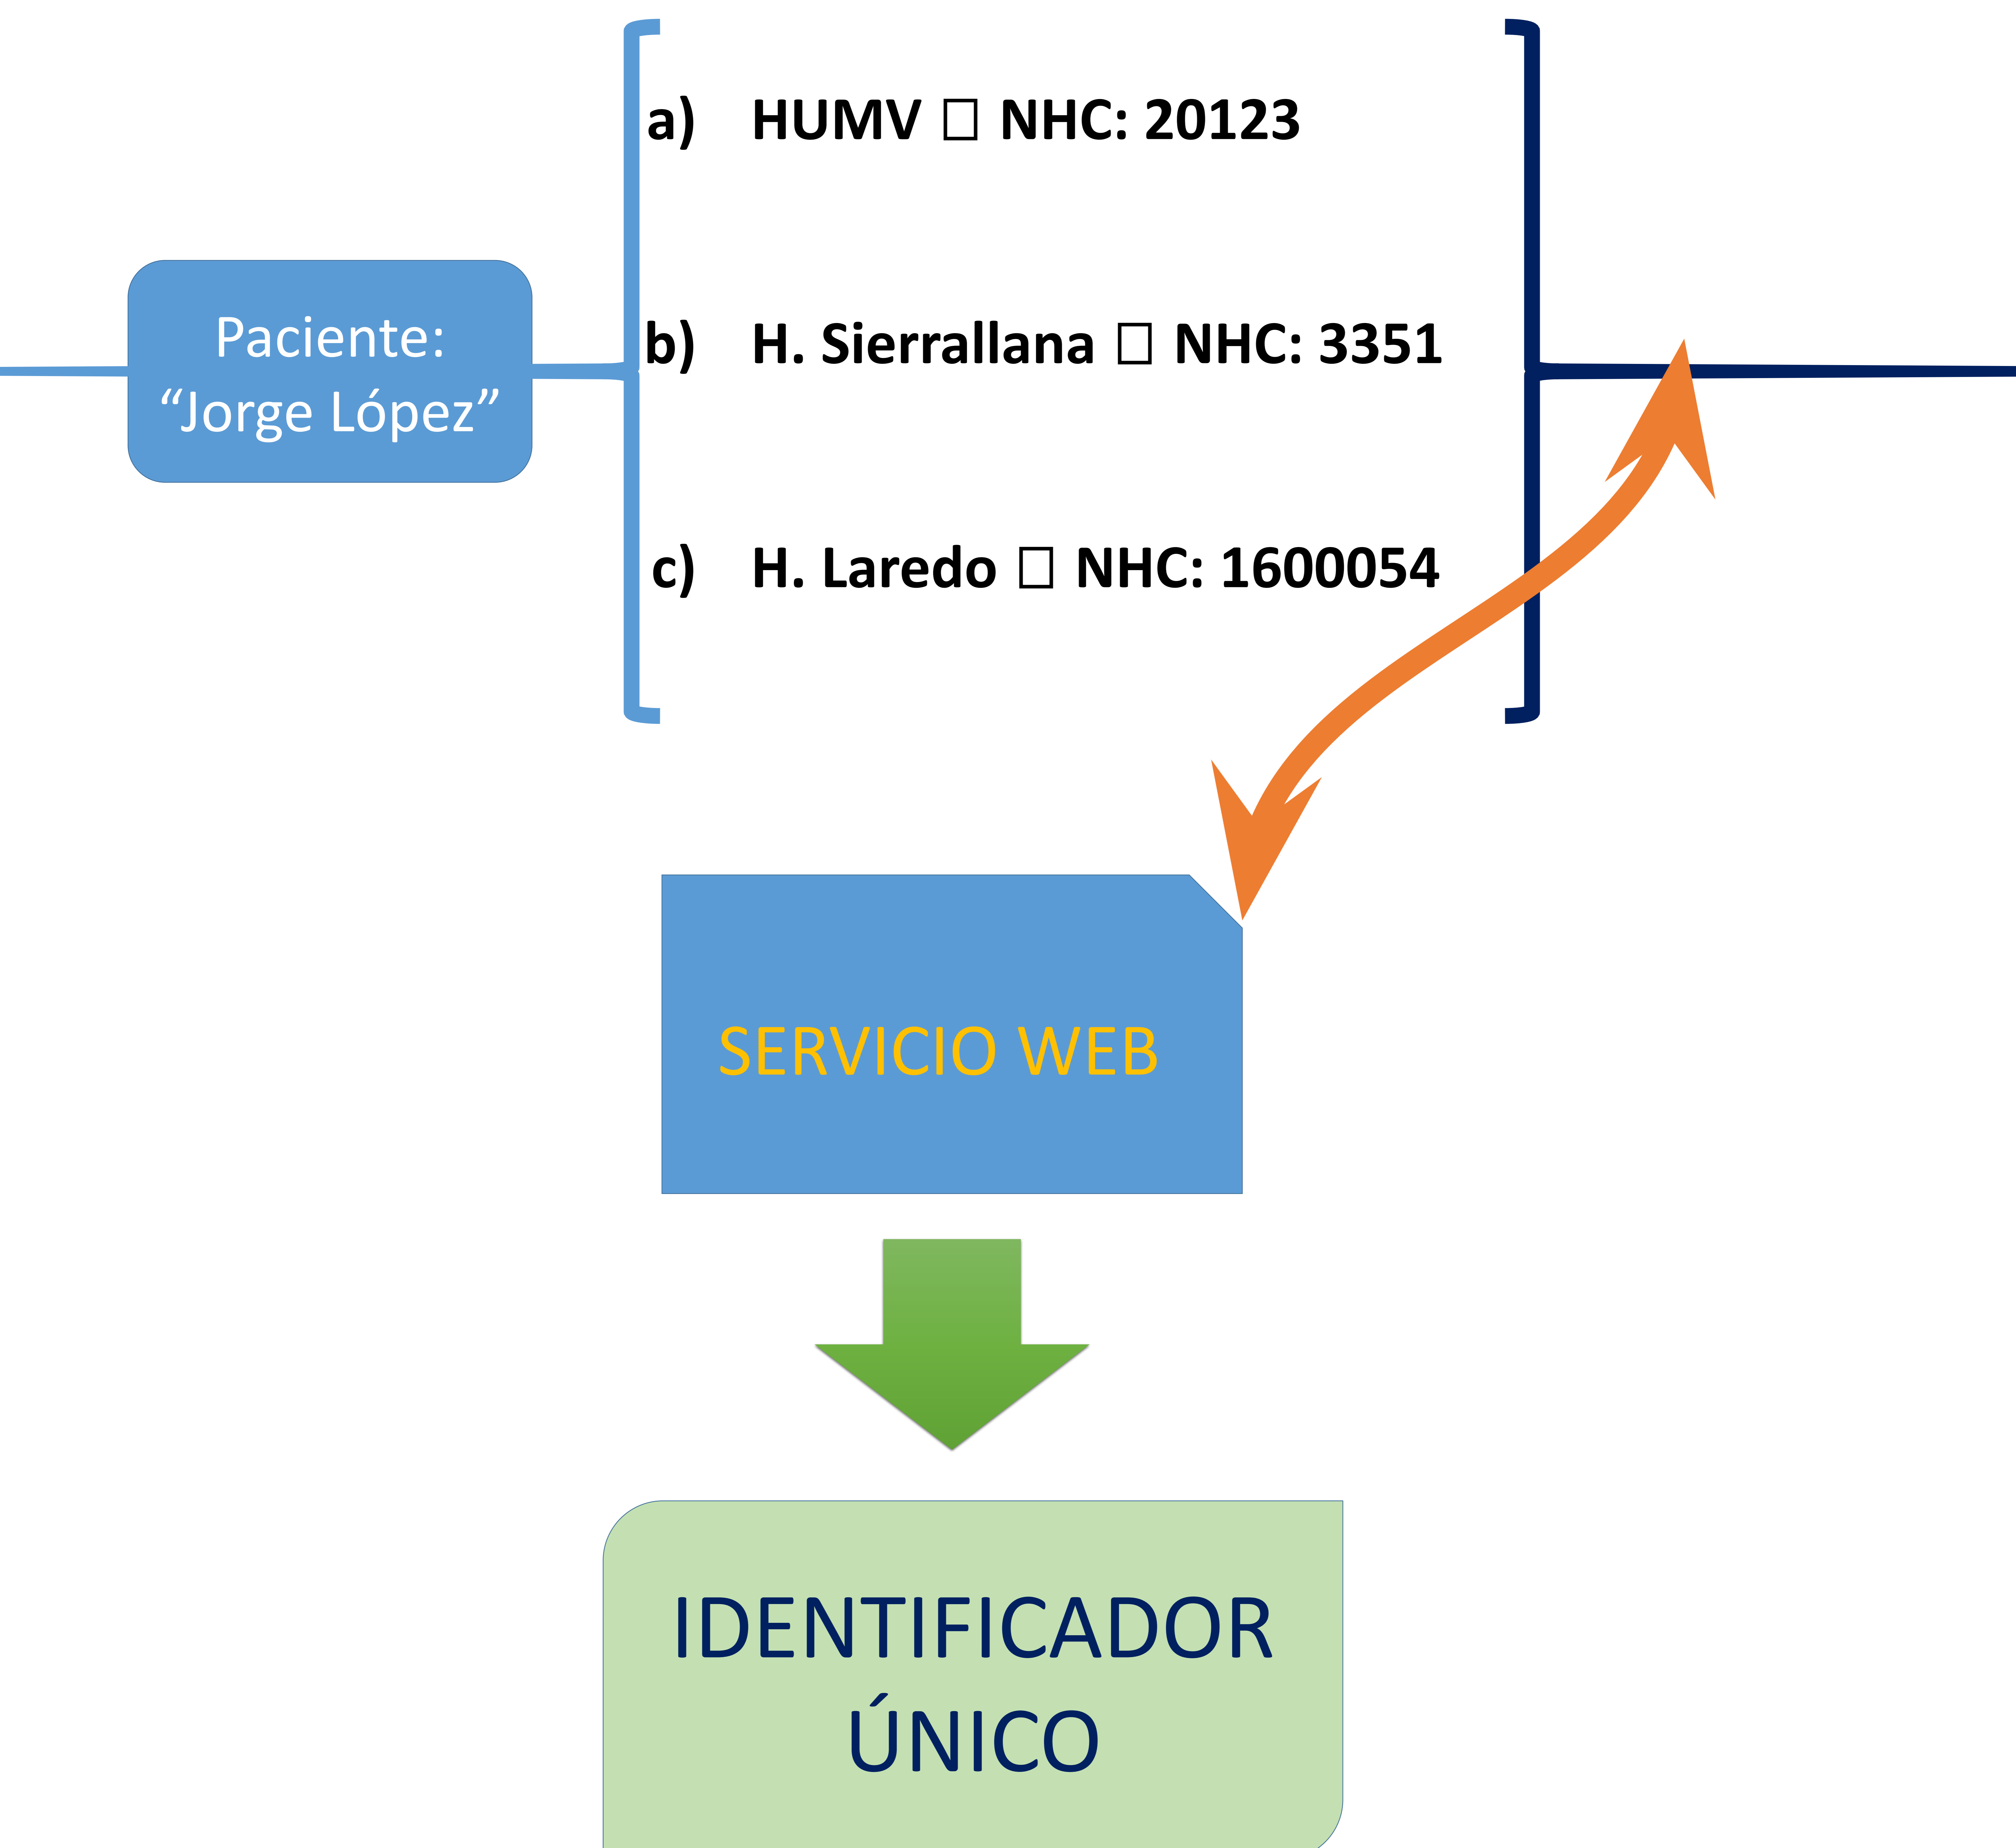 a) HUMV □ NHC: 20123
Paciente:
“Jorge López”
b) H. Sierrallana □ NHC: 3351
c) H. Laredo □ NHC: 1600054
SERVICIO WEB
IDENTIFICADOR
ÚNICO